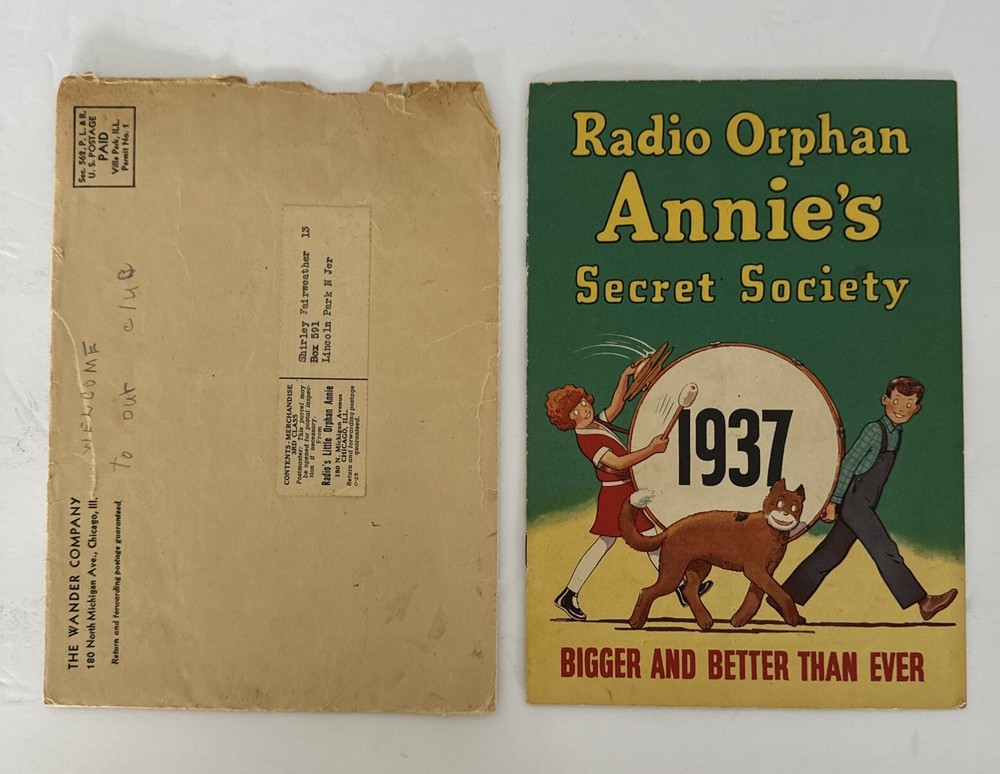 Sec. 562, P. L. & R.
U. S. POSTAGE
PAID
Villa Park, ILL.
Permit No. 1
WELCOME
to our club
THE WANDER COMPANY
180 North Michigan Ave., Chicago, Ill.
Return and forwarding postage guaranteed
Shirley Fairweather 13
Box 591
Lincoln Park N Jer
CONTENTS-MERCHANDISE
3RD CLASS
Postmaster: This parcel may
be opened for postal inspec-
tion if necessary.
From
Radio's Little Orphan Annie
180 N. Michigan Avenue
CHICAGO, ILL.
Return and forwarding postage
guaranteed.
Radio Orphan
Annie's
Secret Society
1937
BIGGER AND BETTER THAN EVER